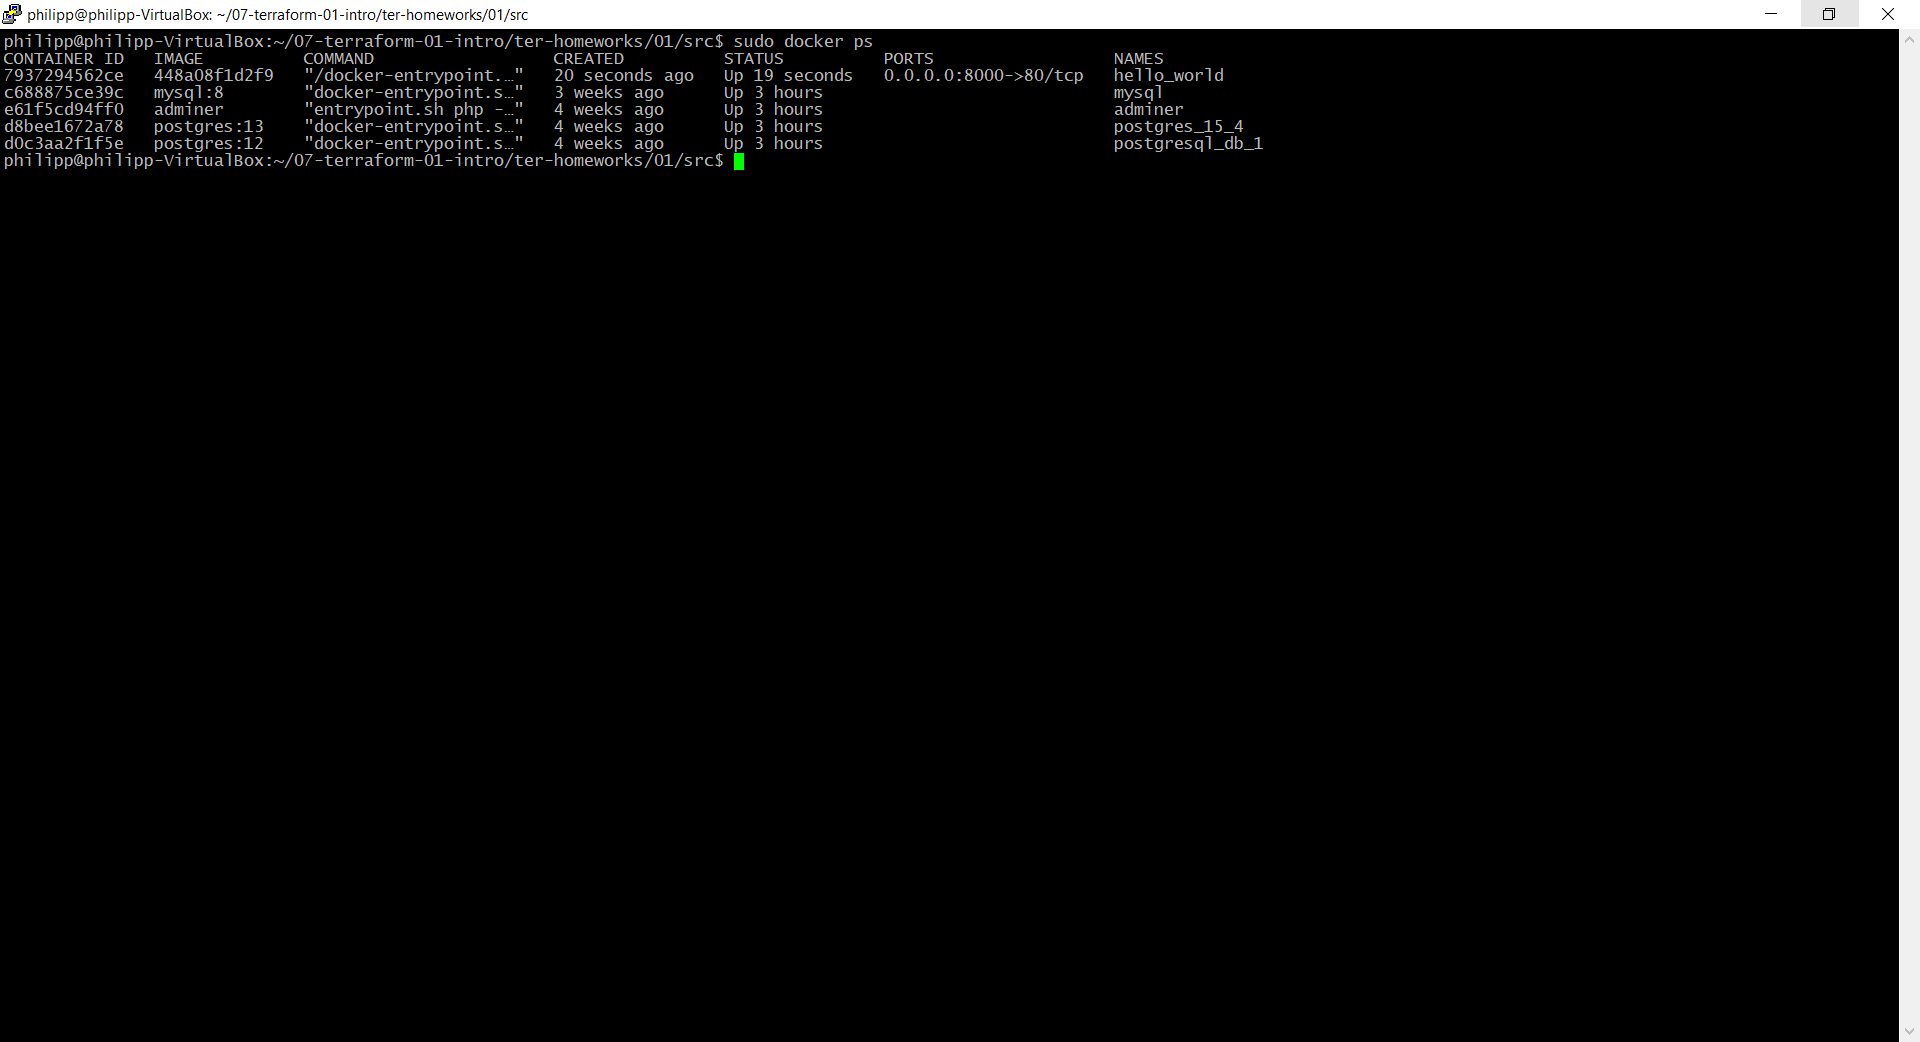 philipp@philipp-VirtualBox: ~/07-terraform-01-intro/ter-homeworks/01/src
philipp@philipp-VirtualBox:~/07-terraform-01-intro/ter-homeworks/01/src$ sudo docker ps
CONTAINER ID   IMAGE          COMMAND                  CREATED          STATUS          PORTS                  NAMES
7937294562ce   448a08f1d2f9   "/docker-entrypoint.…"   20 seconds ago   Up 19 seconds   0.0.0.0:8000->80/tcp   hello_world
c688875ce39c   mysql:8        "docker-entrypoint.s…"   3 weeks ago      Up 3 hours                             mysql
e61f5cd94ff0   adminer        "entrypoint.sh php -…"   4 weeks ago      Up 3 hours                             adminer
d8bee1672a78   postgres:13    "docker-entrypoint.s…"   4 weeks ago      Up 3 hours                             postgres_15_4
d0c3aa2f1f5e   postgres:12    "docker-entrypoint.s…"   4 weeks ago      Up 3 hours                             postgresql_db_1
philipp@philipp-VirtualBox:~/07-terraform-01-intro/ter-homeworks/01/src$